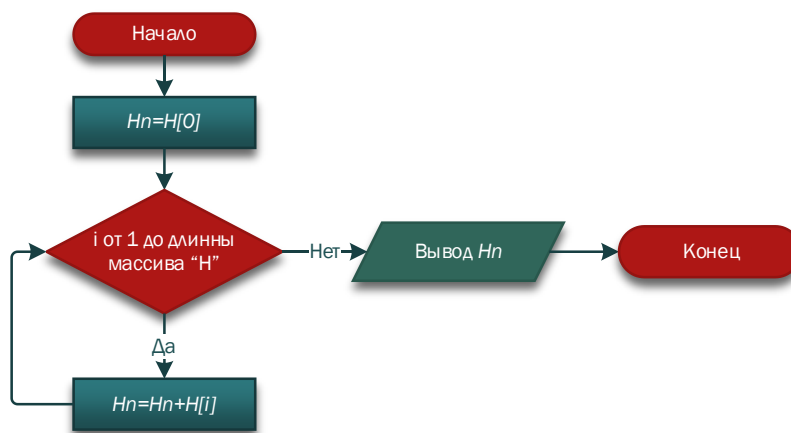 Начало
Hn=H[0]
i от 1 до длинны
массива “H”
Нет
Вывод Hn
Конец
Да
Hn=Hn+H[i]